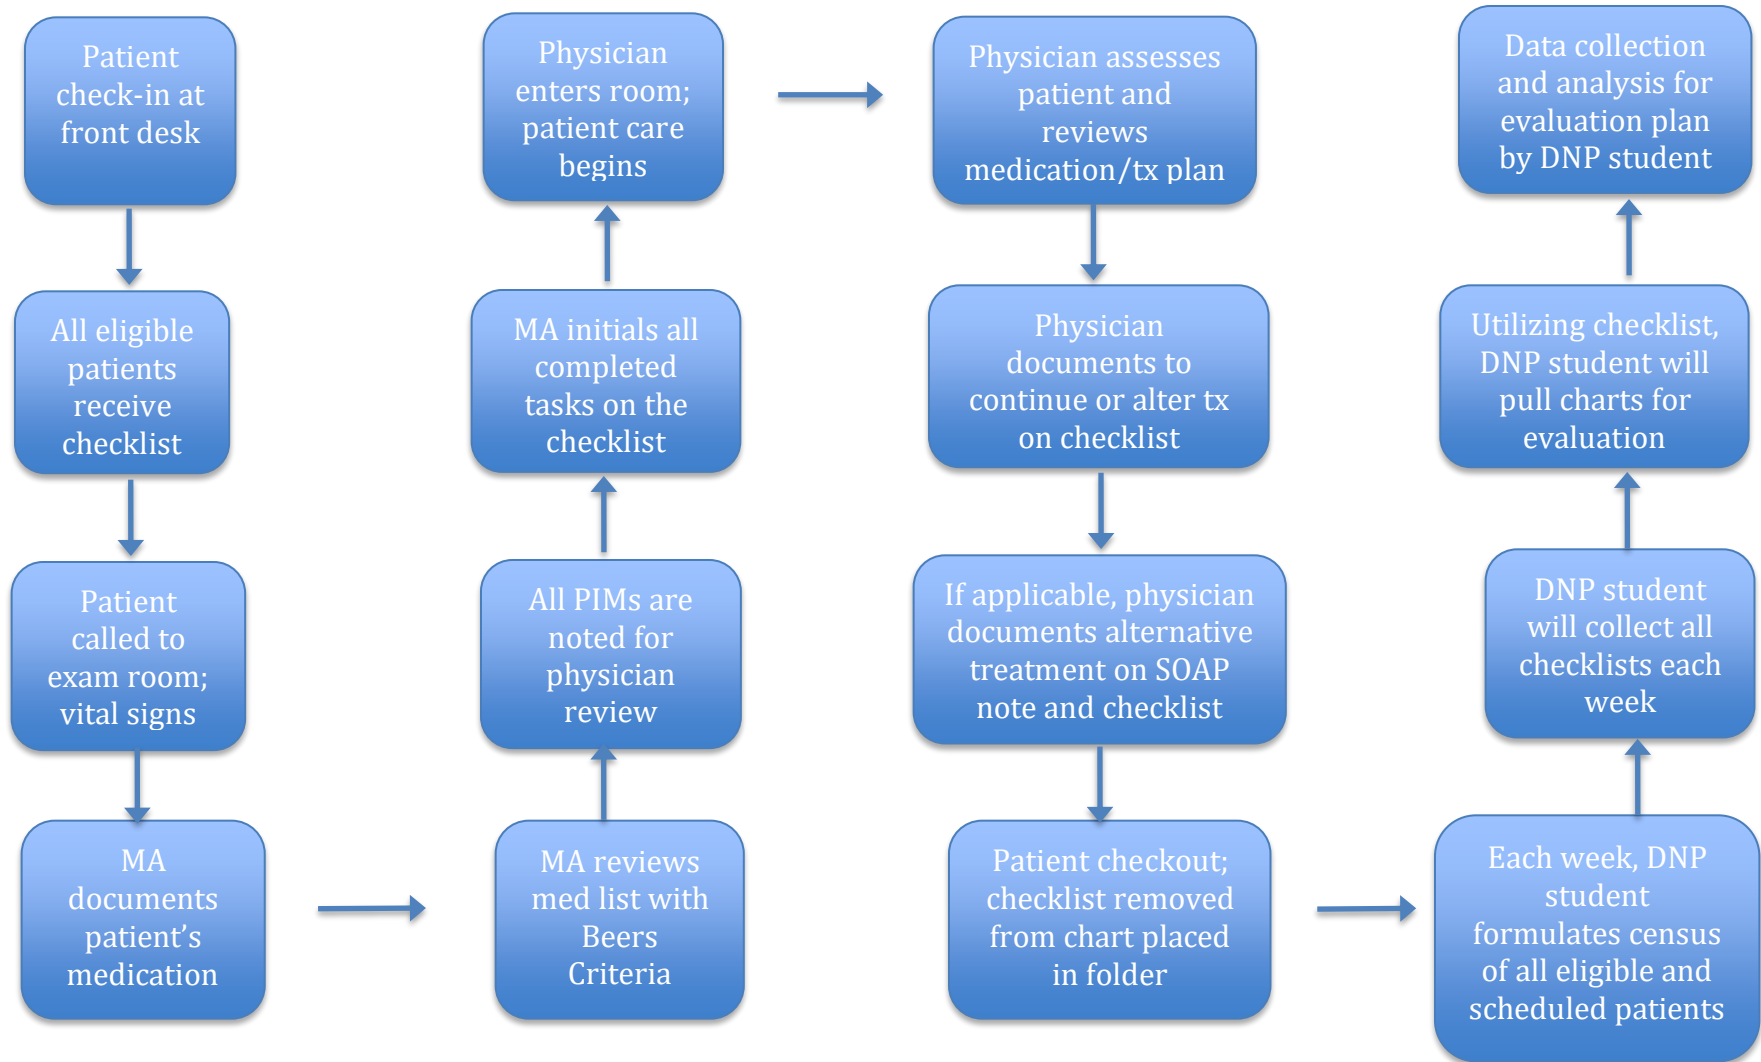 Patient
check-in at
front desk
All eligible
patients
receive
checklist
Patient
called to
exam room;
vital signs
MA
documents
patient’s
medication
MA reviews
med list with
Beers
Criteria
All PIMs are
noted for
physician
review
MA initials all
completed
tasks on the
checklist
Physician
enters room;
patient care
begins
Physician assesses
patient and
reviews
medication/tx plan
Physician
documents to
continue or alter tx
on checklist
If applicable, physician
documents alternative
treatment on SOAP
note and checklist
Patient checkout;
checklist removed
from chart placed
in folder
Each week, DNP
student
formulates census
of all eligible and
scheduled patients
DNP student
will collect all
checklists each
week
Utilizing checklist,
DNP student will
pull charts for
evaluation
Data collection
and analysis for
evaluation plan
by DNP student